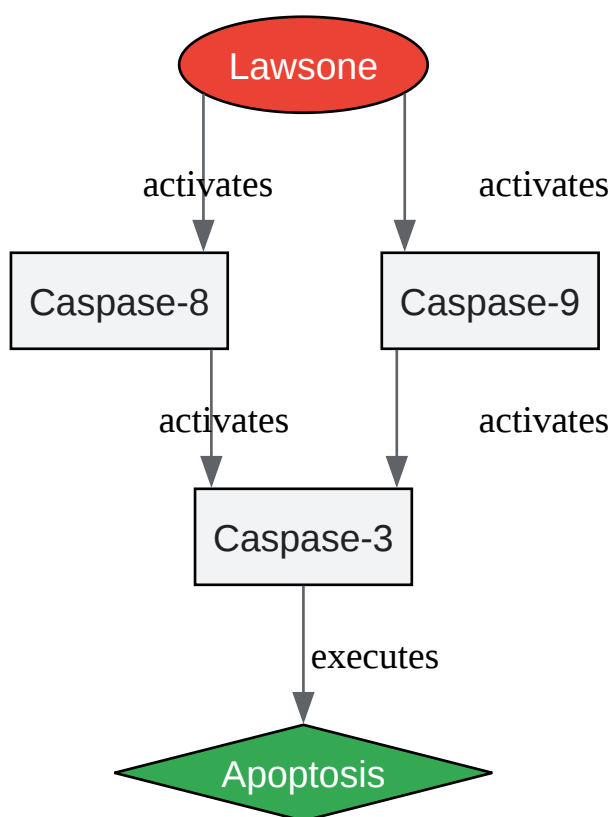 Lawsone
activates
activates
Caspase-8
Caspase-9
activates
activates
Caspase-3
executes
Apoptosis